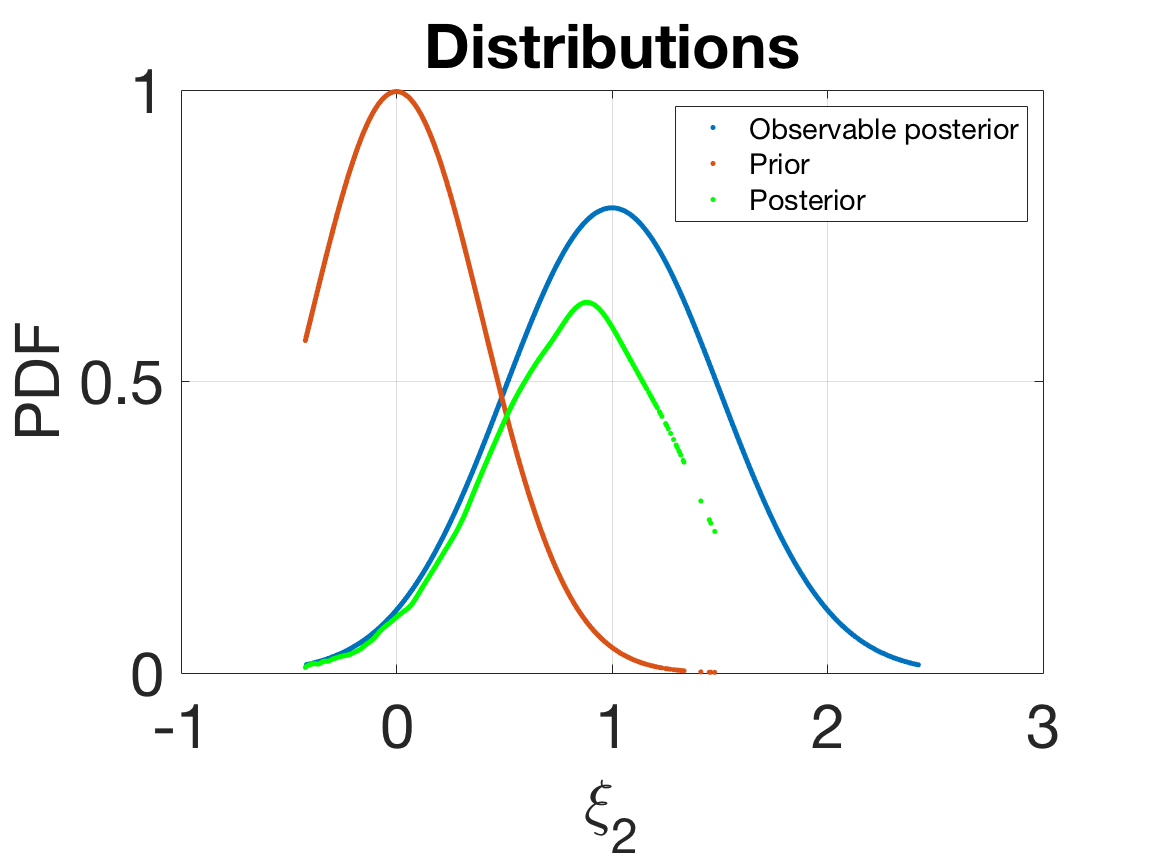 Distributions
1
0.5
0
PDF
Observable posterior
Prior
Posterior
-1 0 1 2 3
ξ2